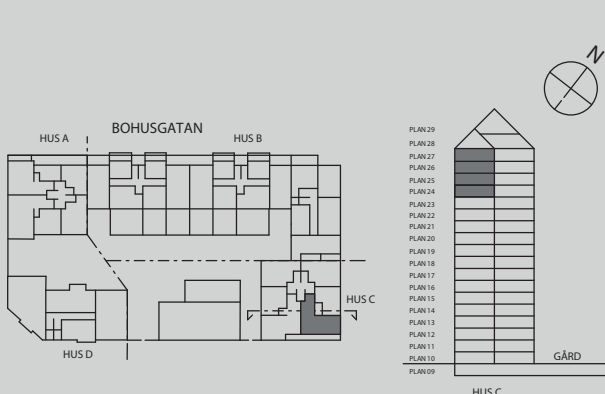 N
BOHUSGATAN
HUS A
HUS B
HUS C
HUS D
PLAN 29
PLAN 28
PLAN 27
PLAN 26
PLAN 25
PLAN 24
PLAN 23
PLAN 22
PLAN 21
PLAN 20
PLAN 19
PLAN 18
PLAN 17
PLAN 16
PLAN 15
PLAN 14
PLAN 13
PLAN 12
PLAN 11
PLAN 10
PLAN 09
GÅRD
HUS C